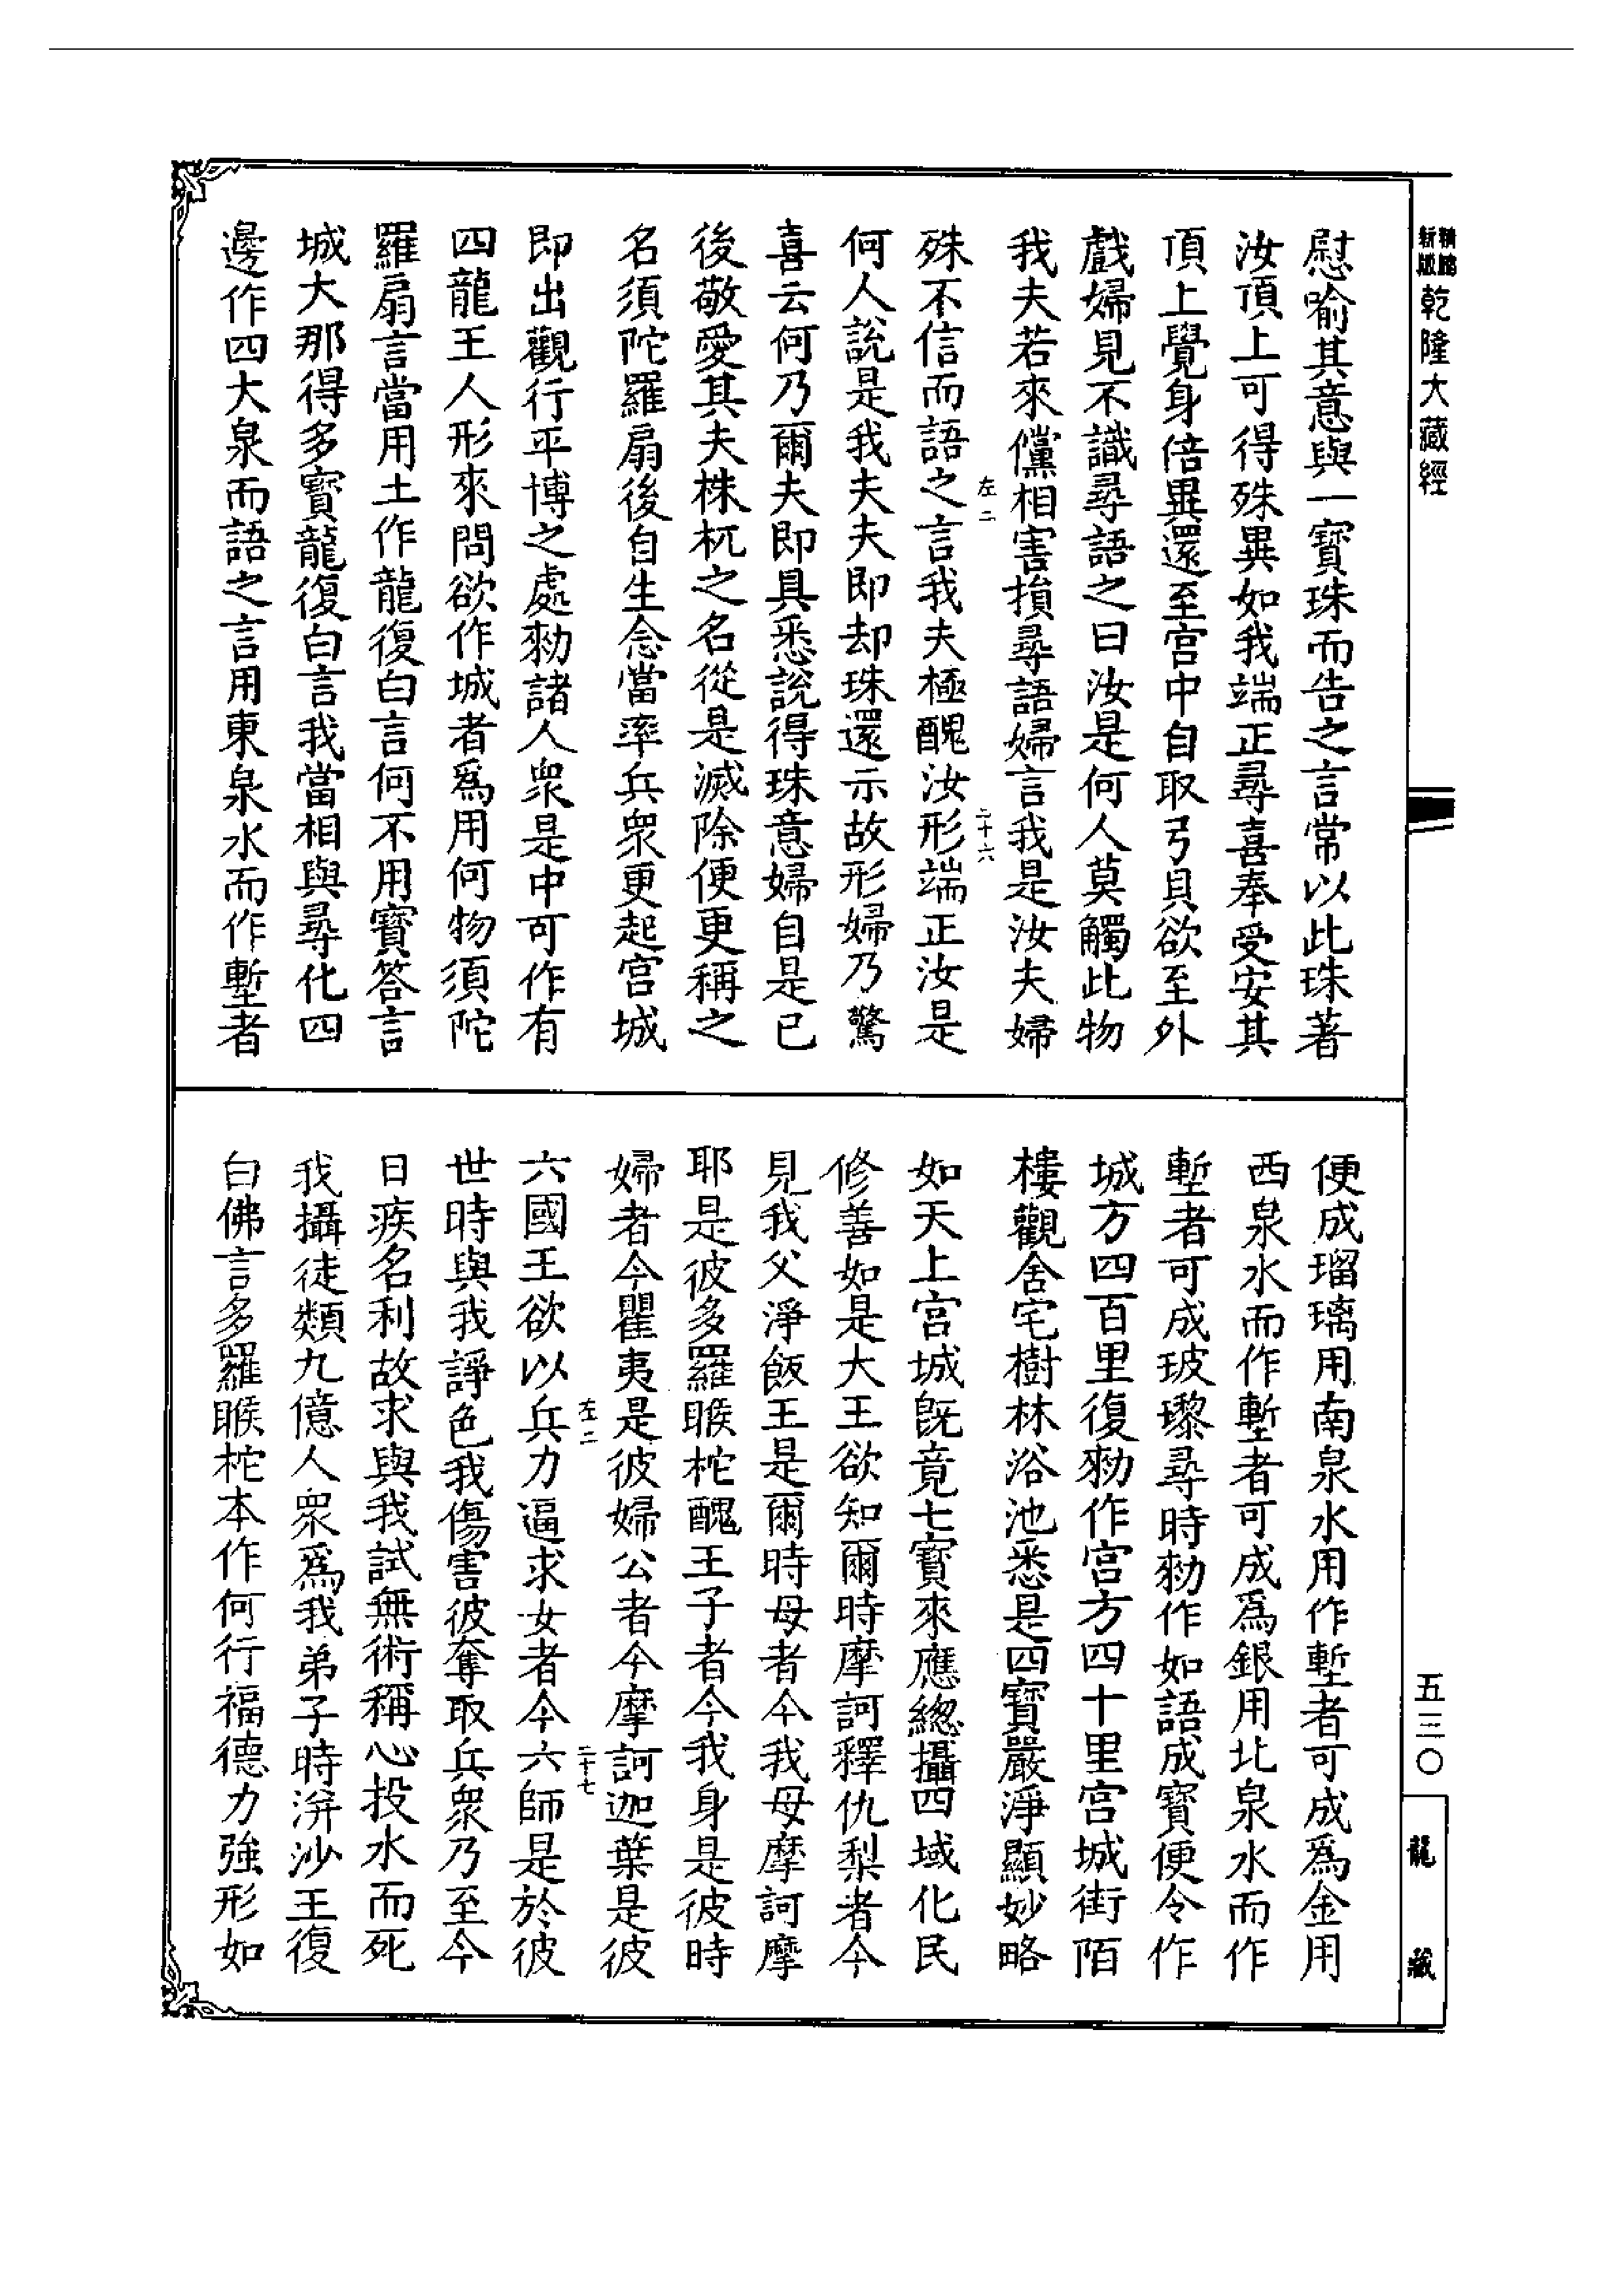 新版精縮乾隆大藏經
慰喻其意與一寶珠而告之言常以此珠著
汝頂上可得殊異如我端正尋喜奉受安其
頂上覺身倍異還至宮中自取弓貝欲至外
戲婦見不識尋語之曰汝是何人莫觸此物
我夫若來儻相害損尋語婦言我是汝夫婦
殊不信而語之言我夫極醜汝形端正汝是
左二
二十六
何人說是我夫夫即却珠還示故形婦乃驚
喜云何乃爾夫即具悉說得珠意婦自是已
後敬愛其夫株杌之名從是滅除便更稱之
名須陀羅扇後自生念當率兵衆更起宮城
即出觀行平博之處勑諸人衆是中可作有
四龍王人形來問欲作城者爲用何物須陀
羅扇言當用土作龍復白言何不用寶答言
城大那得多寶龍復白言我當相與尋化四
邊作四大泉而語之言用東泉水而作壍者
便成瑠璃用南泉水用作壍者可成爲金用
西泉水而作壍者可成爲銀用北泉水而作
壍者可成玻瓈尋時勑作如語成寶便令作
城方四百里復勑作宮方四十里宮城街陌
樓觀舍宅樹林浴池悉是四寶嚴淨顯妙略
如天上宮城旣竟七寶來應總攝四域化民
修善如是大王欲知爾時摩訶釋仇梨者今
見我父淨飯王是爾時母者今我母摩訶摩
耶是彼多羅睺柁醜王子者今我身是彼時
婦者今瞿夷是彼婦公者今摩訶迦葉是彼
六國王欲以兵力逼求女者今六師是於彼
左二
二十七
世時與我諍色我傷害彼奪取兵衆乃至今
日疾名利故求與我試無術稱心投水而死
我攝徒類九億人衆爲我弟子時洴沙王復
白佛言多羅睺柁本作何行福德力強形如
五三〇
龍藏